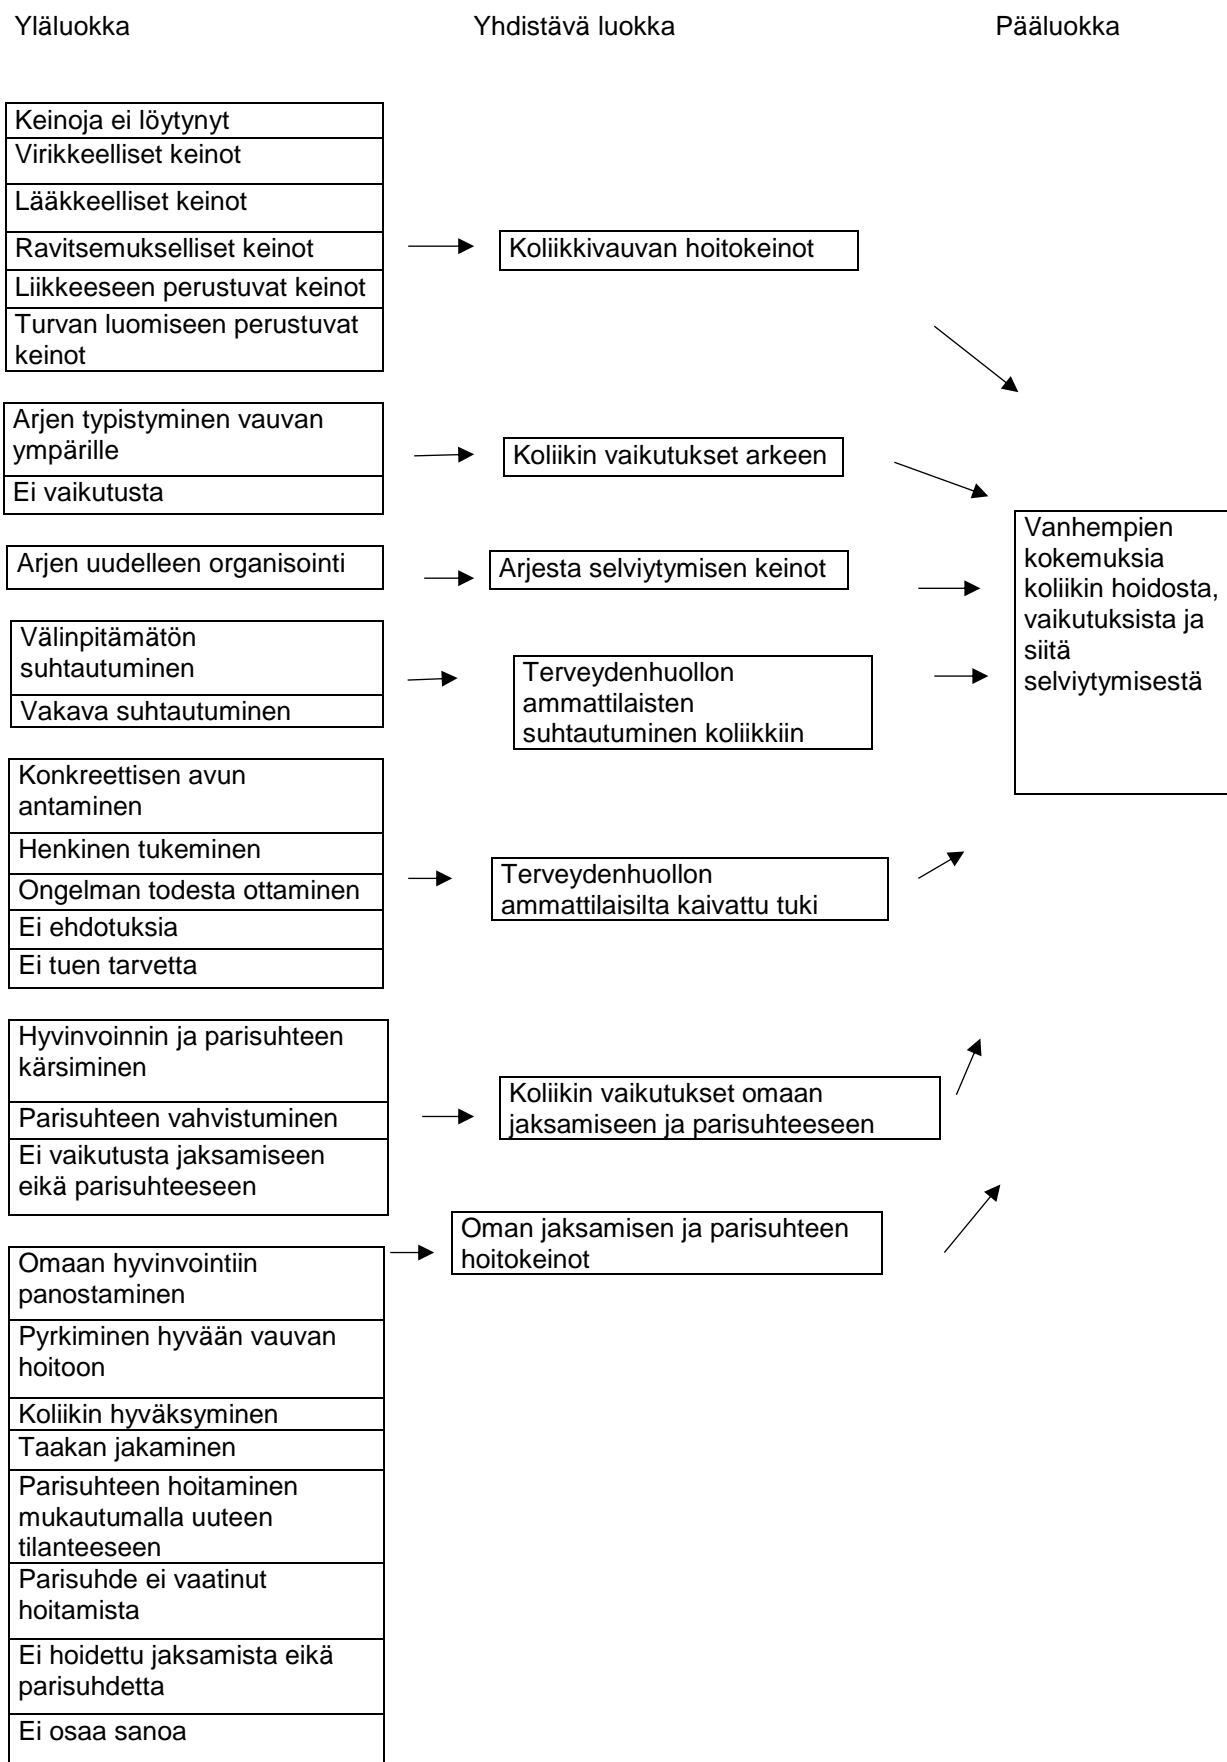 Yläluokka
Yhdistävä luokka
Pääluokka
Keinoja ei löytynyt
Virikkeelliset keinot
Lääkkeelliset keinot
Ravitsemukselliset keinot
Liikkeeseen perustuvat keinot
Turvan luomiseen perustuvat
keinot
Koliikkivauvan hoitokeinot
Arjen typistyminen vauvan
ympärille
Ei vaikutusta
Koliikin vaikutukset arkeen
Arjen uudelleen organisointi
Arjesta selviytymisen keinot
Välinpitämätön
suhtautuminen
Vakava suhtautuminen
Terveydenhuollon
ammattilaisten
suhtautuminen koliikkiin
Vanhempien
kokemuksia
koliikin hoidosta,
vaikutuksista ja
siitä
selviytymisestä
Konkreettisen avun
antaminen
Henkinen tukeminen
Ongelman todesta ottaminen
Ei ehdotuksia
Ei tuen tarvetta
Terveydenhuollon
ammattilaisilta kaivattu tuki
Hyvinvoinnin ja parisuhteen
kärsiminen
Parisuhteen vahvistuminen
Ei vaikutusta jaksamiseen
eikä parisuhteeseen
Koliikin vaikutukset omaan
jaksamiseen ja parisuhteeseen
Omaan hyvinvointiin
panostaminen
Pyrkiminen hyvään vauvan
hoitoon
Koliikin hyväksyminen
Taakan jakaminen
Parisuhteen hoitaminen
mukautumalla uuteen
tilanteeseen
Parisuhde ei vaatinut
hoitamista
Ei hoidettu jaksamista eikä
parisuhdetta
Ei osaa sanoa
Oman jaksamisen ja parisuhteen
hoitokeinot